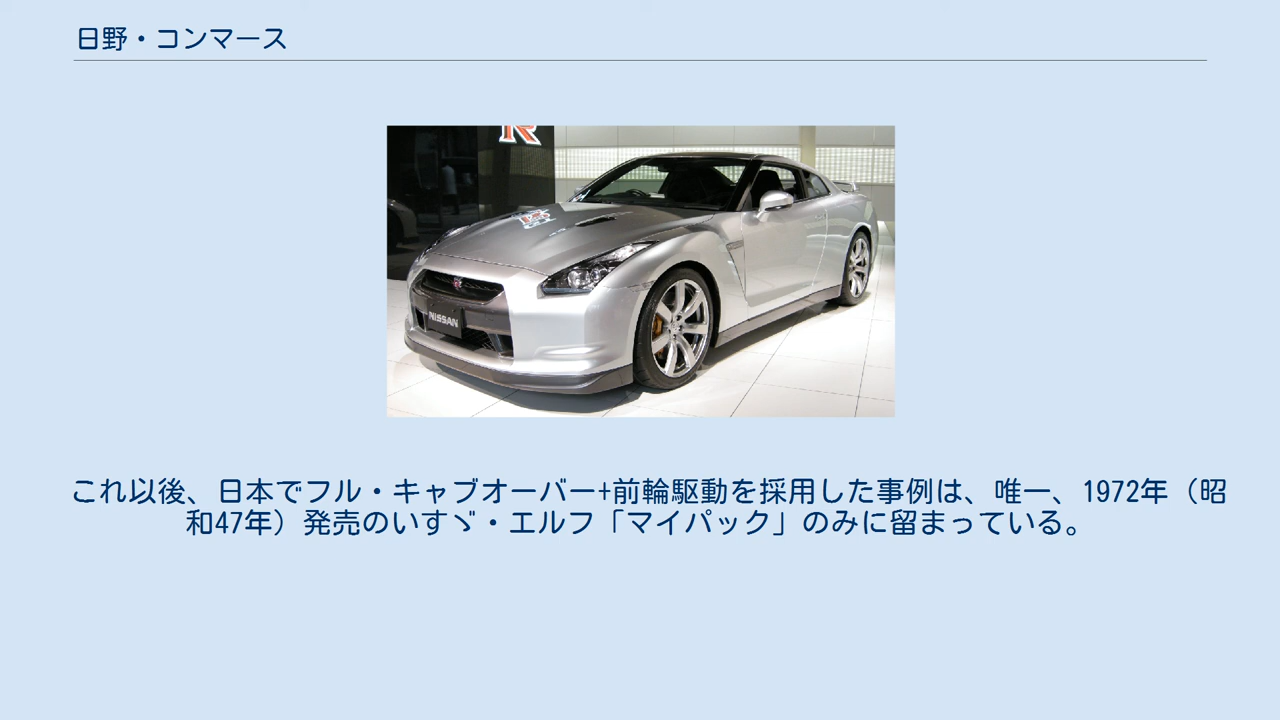 日野・コンマース
R
NISSAN
これ以後、日本でフル・キャブオーバー+前輪駆動を採用した事例は、唯一、1972年（昭
和47年）発売のいすゞ・エルフ「マイパック」のみに留まっている。